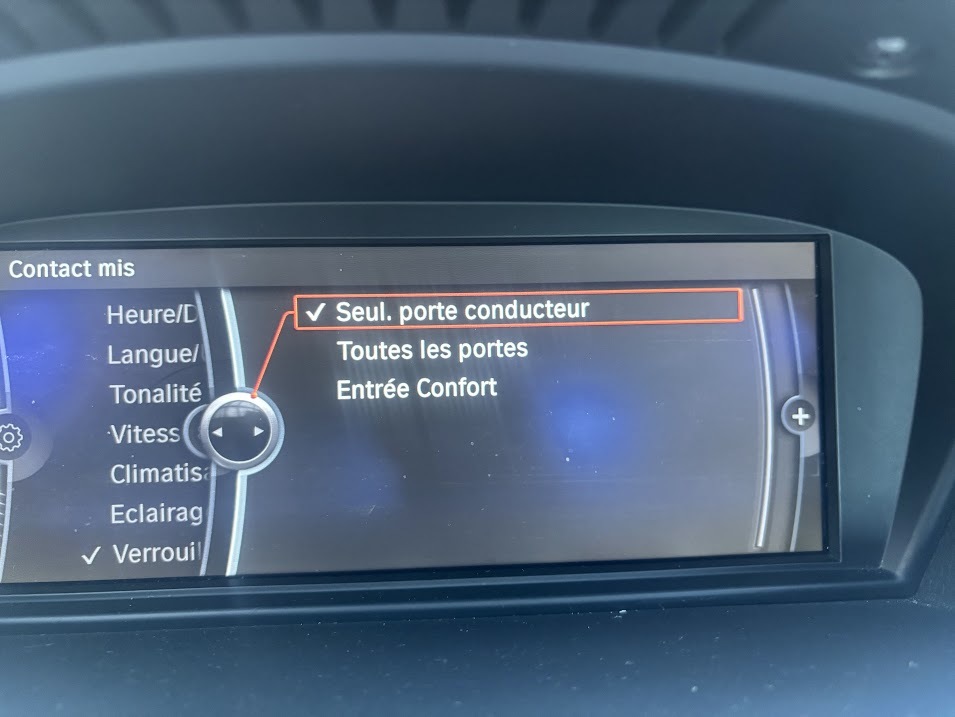 Contact mis
Heure/D
Langue/
Tonalité
Vitess
Climatis
Eclairag
Verroui
Seul. porte conducteur
Toutes les portes
Entrée Confort